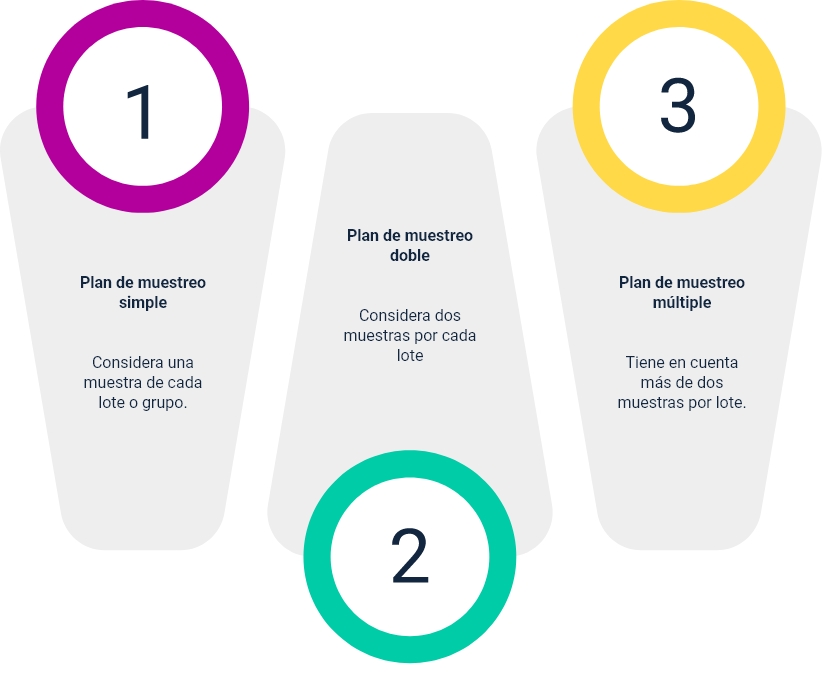 1
Plan de muestreo
simple
Considera una
muestra de cada
lote o grupo.
Plan de muestreo
doble
Considera dos
muestras por cada
lote
2
3
Plan de muestreo
múltiple
Tiene en cuenta
más de dos
muestras por lote.